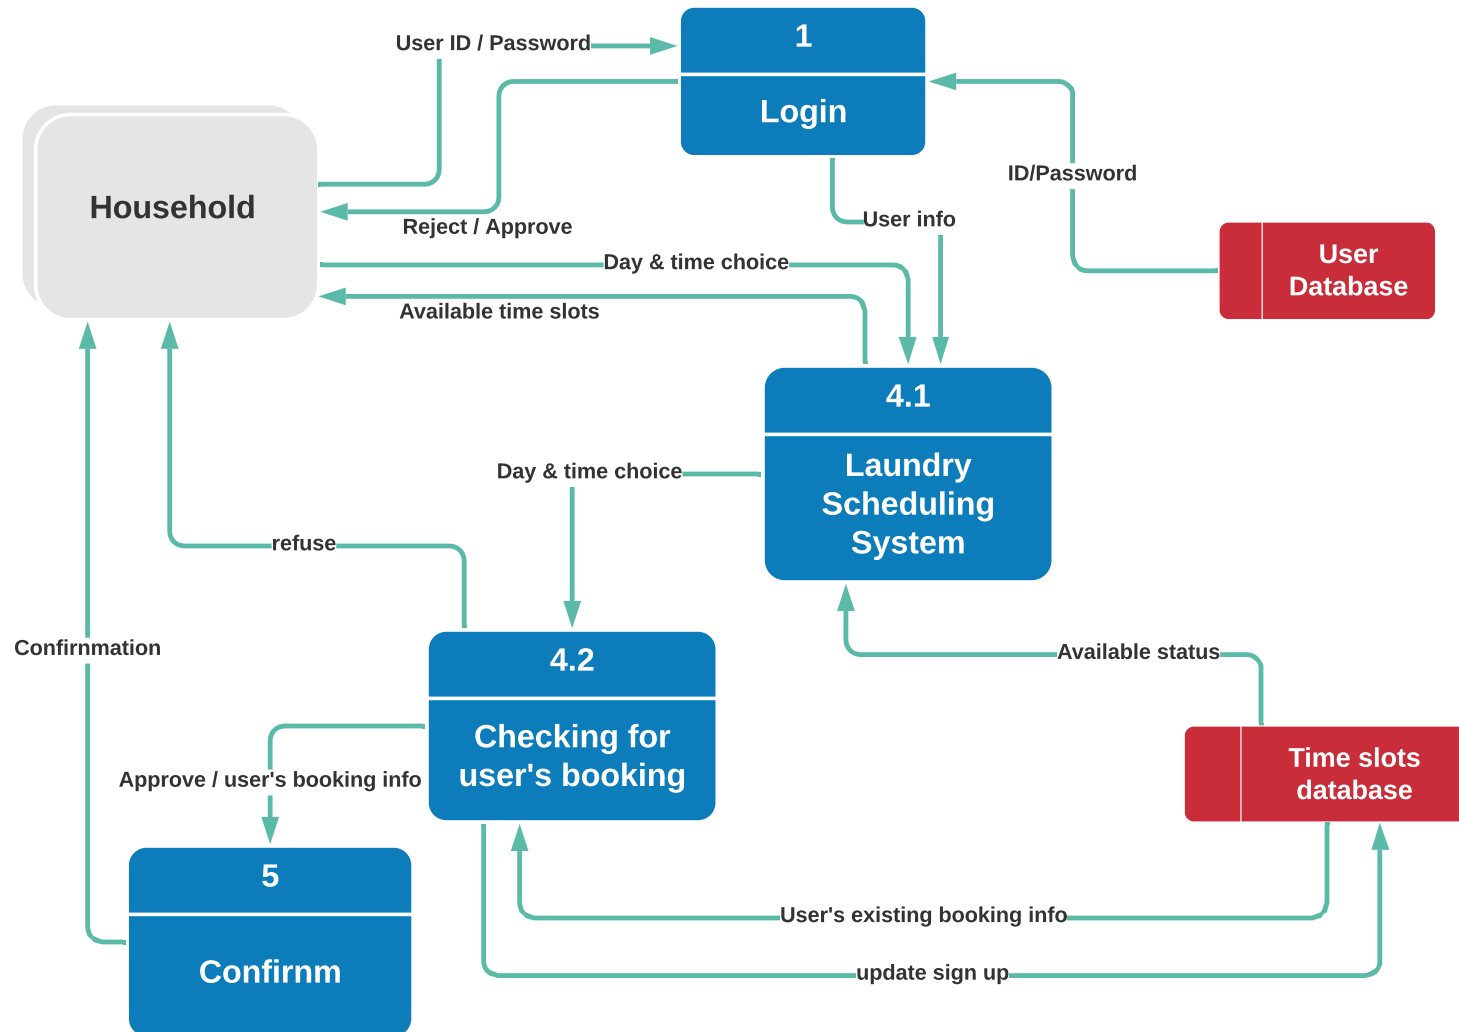 1
User ID / Password
Login
ID/Password
Household
User info
Reject / Approve
User
Database
Day & time choice
Available time slots
4.1
Laundry
Scheduling
System
Day & time choice
refuse
Confirnmation
4.2
Available status
Checking for
user's booking
Time slots
database
Approve / user's booking info
5
User's existing booking info
Confirnm
update sign up